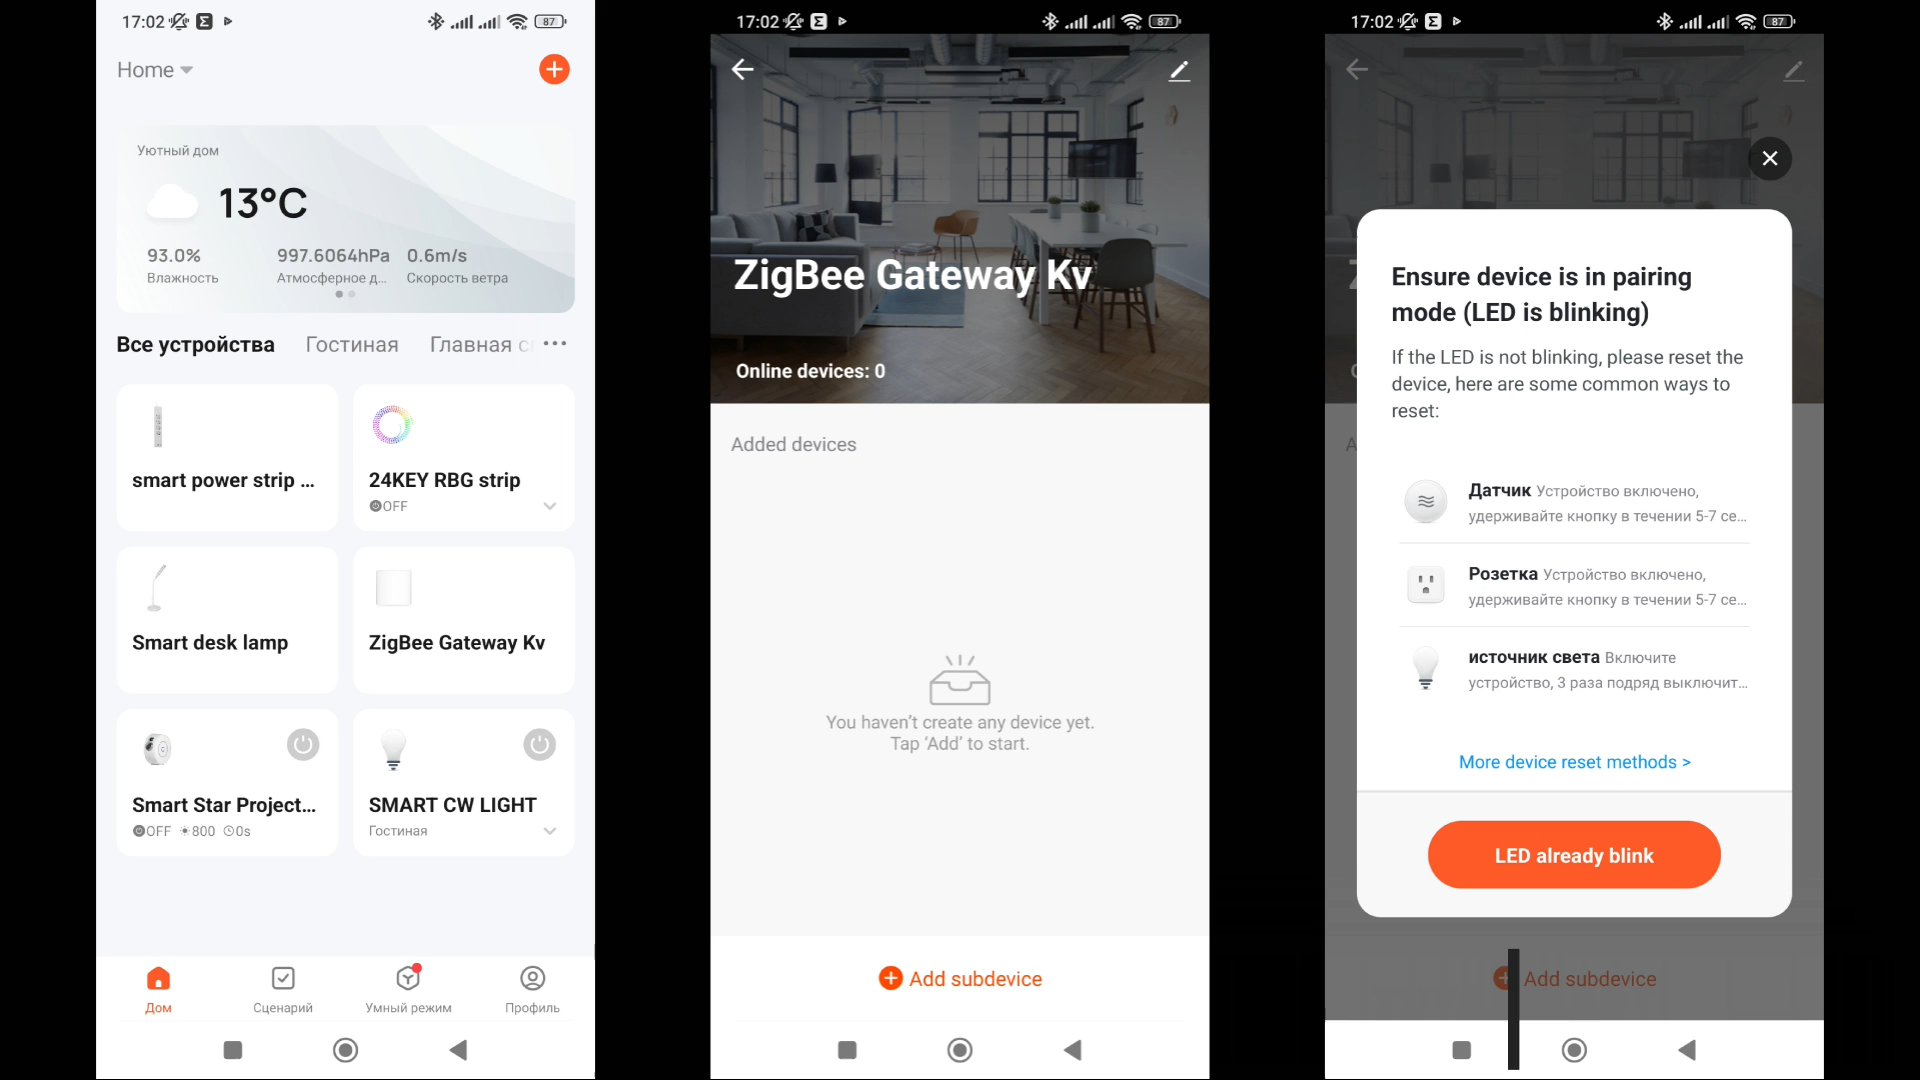 17:02
87
Home
Уютный дом
13°C
93.0%
997.6064hPa
0.6m/s
Влажность
Атмосферное д...
Скорость ветра
Все устройства
Гостиная
Главная
smart power strip ...
24KEY RBG strip
OFF
Smart desk lamp
ZigBee Gateway Kv
Smart Star Project...
OFF 800 0s
SMART CW LIGHT
Гостиная
Дом
Сценарий
Умный режим
Профиль
17:02
87
ZigBee Gateway Kv
Online devices: 0
Added devices
You haven't create any device yet.
Tap 'Add' to start.
Add subdevice
17:02
87
Ensure device is in pairing
mode (LED is blinking)
If the LED is not blinking, please reset the
device, here are some common ways to
reset:
Датчик Устройство включено,
удерживайте кнопку в течении 5-7 се...
Розетка Устройство включено,
удерживайте кнопку в течении 5-7 се...
источник света Включите
устройство, 3 раза подряд выключит...
More device reset methods >
LED already blink
Add subdevice